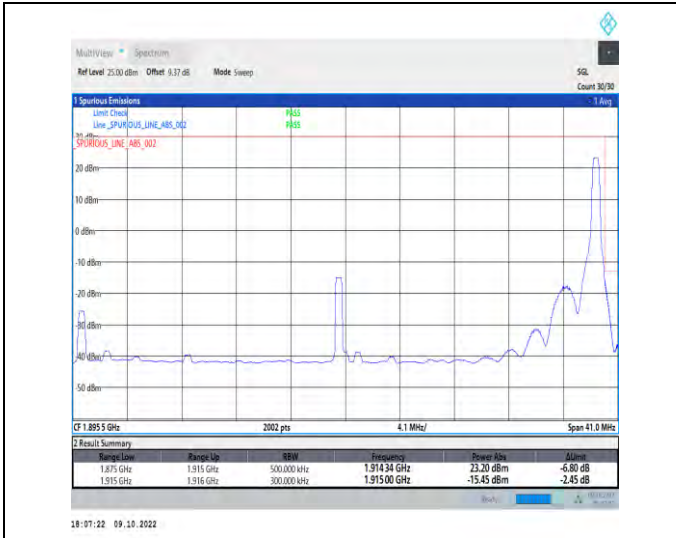 MultiView Spectrum
Ref Level 25.00 dBm Offset 9.37 dB Mode Sweep SGL
Count 30/30
1 Spurious Emissions 1 Avg
Limit Check PASS
Line _SPURIOUS_LINE_ABS_002 PASS
30 dBm
_SPURIOUS_LINE_ABS_002
20 dBm
10 dBm
0 dBm
-10 dBm
-20 dBm
-30 dBm
-40 dBm
-50 dBm
CF 1.895 5 GHz 2002 pts 4.1 MHz/ Span 41.0 MHz
2 Result Summary
Range Low Range Up RBW Frequency Power Abs ΔLimit
1.875 GHz 1.915 GHz 500.000 kHz 1.914 34 GHz 23.20 dBm -6.80 dB
1.915 GHz 1.916 GHz 300.000 kHz 1.915 00 GHz -15.45 dBm -2.45 dB
18:07:22 09.10.2022